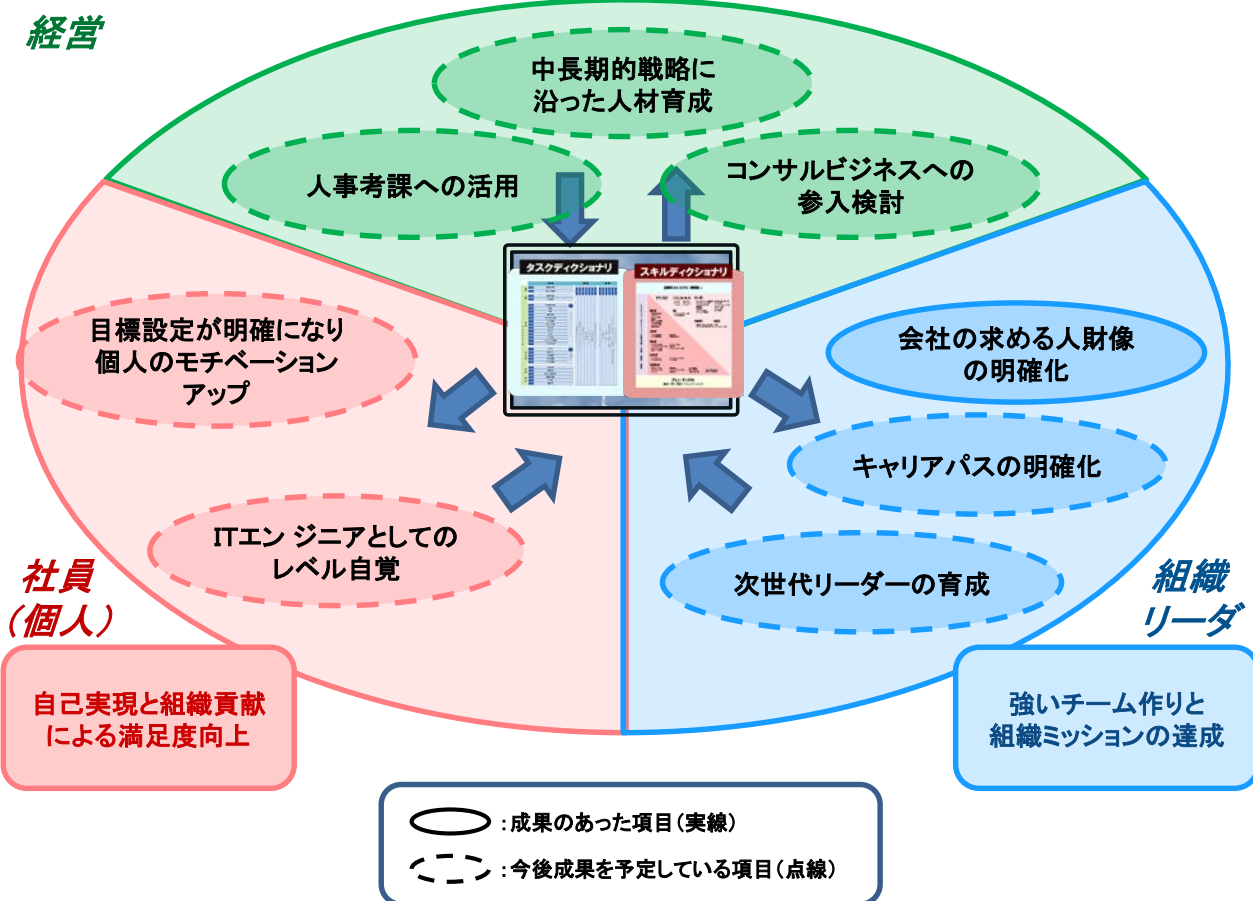 経営
中長期的戦略に
沿った人材育成
人事考課への活用
コンサルビジネスへの
参入検討
タスクディクショナリ
スキルディクショナリ
目標設定が明確になり
個人のモチベーション
アップ
会社の求める人財像
の明確化
キャリアパスの明確化
ITエン ジニアとしての
レベル自覚
次世代リーダーの育成
社員
（個人）
組織
リーダ
自己実現と組織貢献
による満足度向上
強いチーム作りと
組織ミッションの達成
：成果のあった項目（実線）
：今後成果を予定している項目（点線）